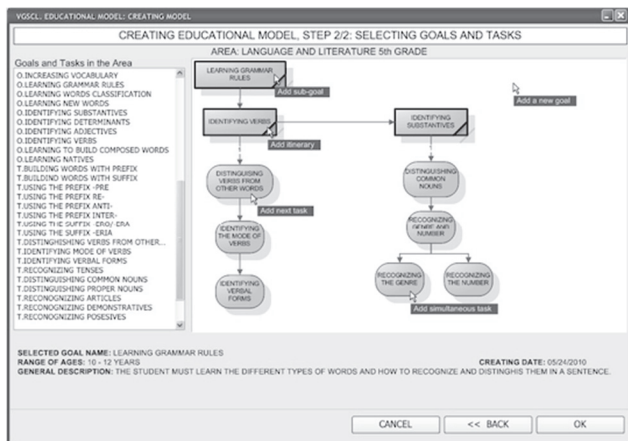 VGSCL: EDUCATIONAL MODEL: CREATING MODEL
CREATING EDUCATIONAL MODEL, STEP 2/2: SELECTING GOALS AND TASKS
AREA: LANGUAGE AND LITERATURE 5th GRADE
Goals and Tasks in the Area
O.INCREASING VOCABULARY
O.LEARNING GRAMMAR RULES
O.LEARNING WORDS CLASSIFICATION
O.LEARNING NEW WORDS
O.IDENTIFYING SUBSTANTIVES
O.IDENTIFYING DETERMINANTS
O.IDENTIFYING ADJECTIVES
O.IDENTIFYING VERBS
O.LEARNING TO BUILD COMPOSED WORDS
O.LEARNING NATIVES
T.BUILDING WORDS WITH PREFIX
T.BUILDING WORD WITH SUFFIX
T.USING THE PREFIX -PRE
T.USING THE PREFIX RE-
T.USING THE PREFIX ANTI-
T.USING THE PREFIX INTER-
T.USING THE SUFFIX -ERO/-ERA
T.USING THE SUFFIX -ERIA
T.DISTINGHISHING VERBS FROM OTHER...
T.IDENTIFYING MODE OF VERBS
T.IDENTIFYING VERBAL FORMS
T.RECOGNIZING TENSES
T.DISTINGUISHING COMMON NOUNS
T.DISTINGUISHING PROPER NOUNS
T.RECONOGNIZING ARTICLES
T.RECONOGNIZING DEMONSTRATIVES
T.RECONOGNIZING POSESIVES
LEARNING GRAMMAR
RULES
Add sub-goal
Add a new goal
IDENTIFYING VERBS
Add itinerary
IDENTIFYING
SUBSTANTIVES
DISTINGUISING
VERBS FROM
OTHER WORDS
Add next task
DISTINGUISHING
COMMON
NOUNS
IDENTIFYING
THE MODE OF
VERBS
RECOGNIZING
GENRE AND
NUMBER
IDENTIFYING
VERBAL
FORMS
RECOGNIZING
THE GENRE
RECOGNIZING
THE NUMBER
Add simultaneous task
SELECTED GOAL NAME: LEARNING GRAMMAR RULES
RANGE OF AGES: 10 - 12 YEARS
CREATING DATE: 05/24/2010
GENERAL DESCRIPTION: THE STUDENT MUST LEARN THE DIFFERENT TYPES OF WORDS AND HOW TO RECOGNIZE AND DISTINGHIS THEM IN A SENTENCE.
CANCEL
<< BACK
OK